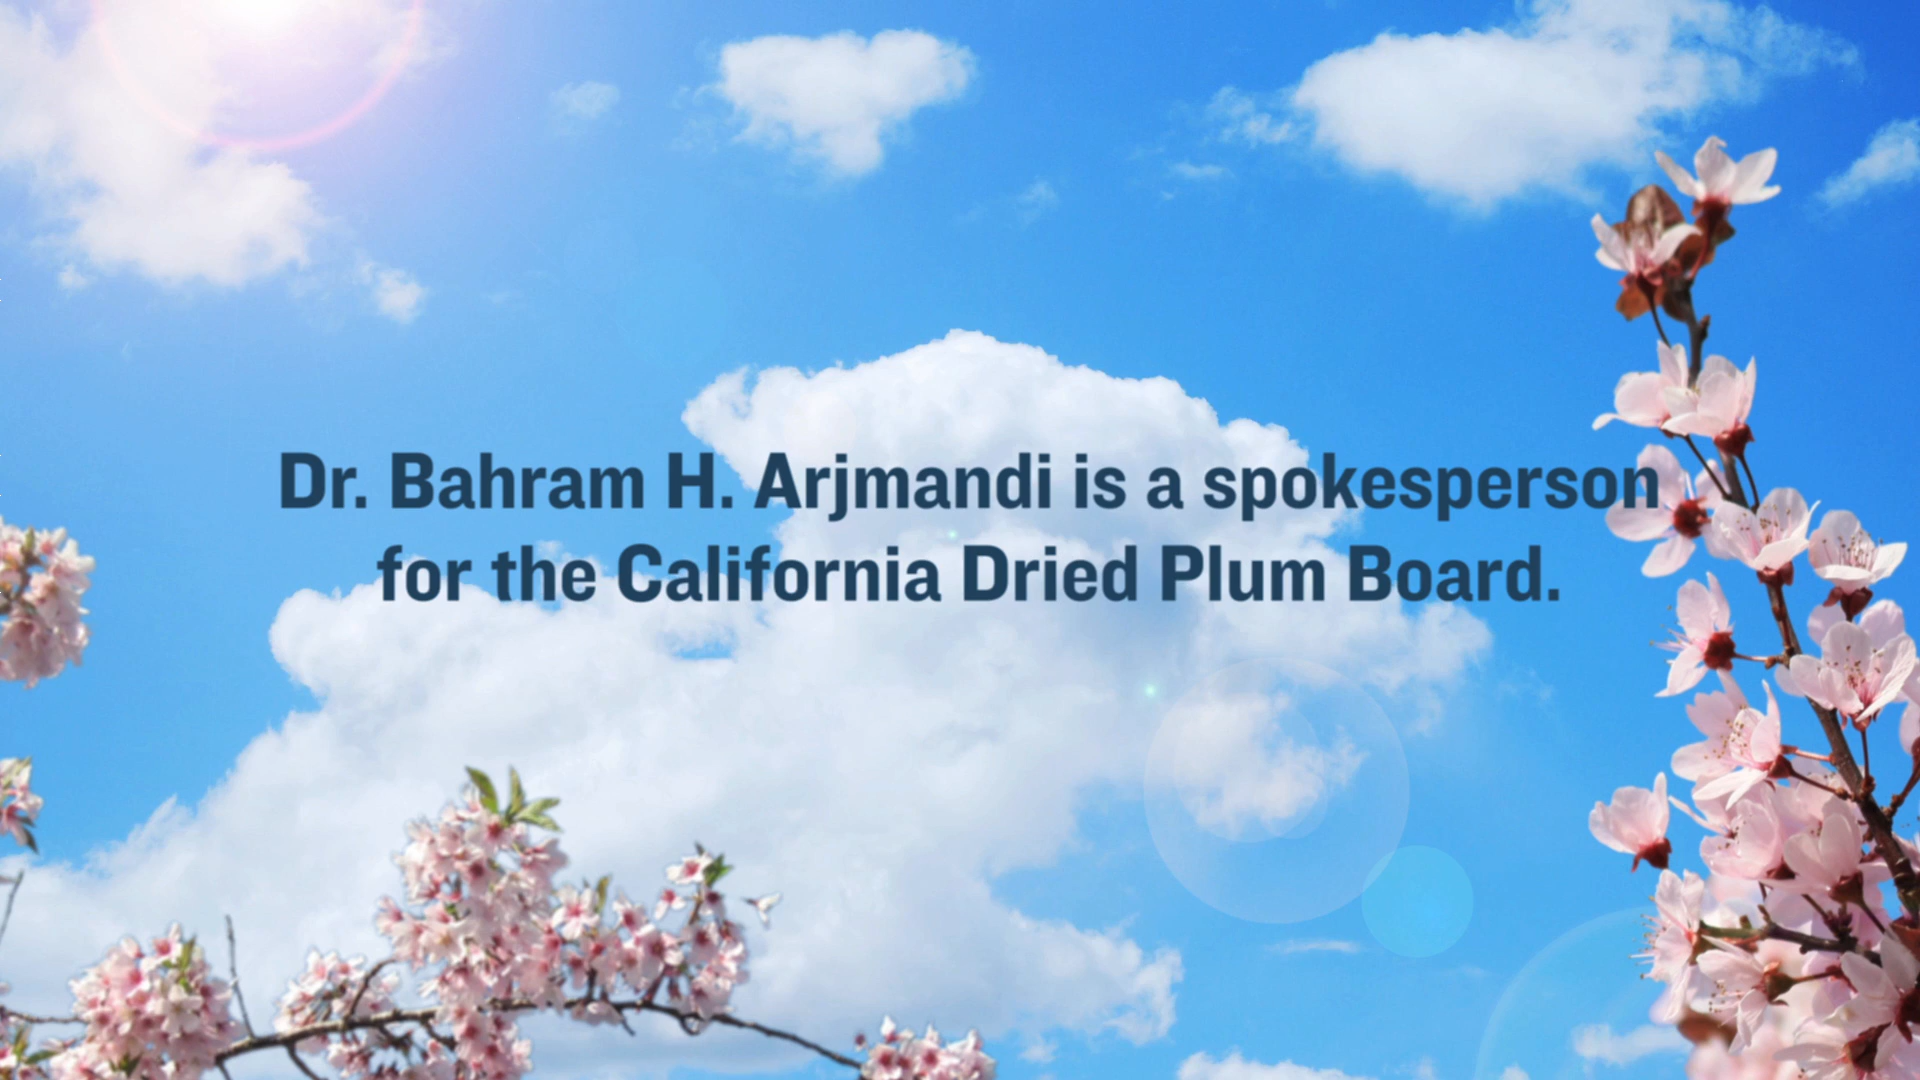 Dr. Bahram H. Arjmandi is a spokesperson
for the California Dried Plum Board.